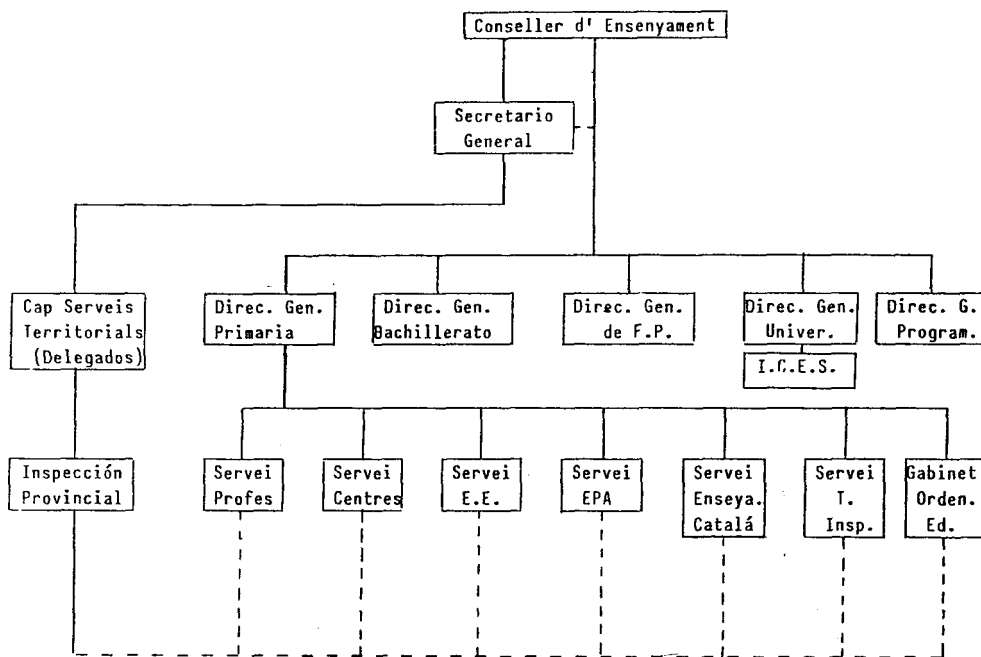 Conseller d' Ensenyament
Secretario
General
Cap Serveis
Territorials
(Delegados)
Direc. Gen.
Primaria
Direc. Gen.
Bachillerato
Direc. Gen.
de F.P.
Direc. Gen.
Univer.
I.C.E.S.
Direc. G.
Program.
Inspección
Provincial
Servei
Profes
Servei
Centres
Servei
E.E.
Servei
EPA
Servei
Enseya.
Catalá
Servei
T.
Insp.
Gabinet
Orden.
Ed.